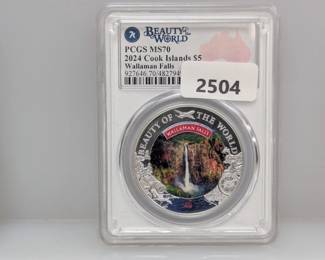 BEAUTY OF THE WORLD
PCGS MS70
2024 Cook Islands $5
Wallaman Falls
927646.70/4827949
2504
BEAUTY OF THE WORLD
WALLAMAN FALLS